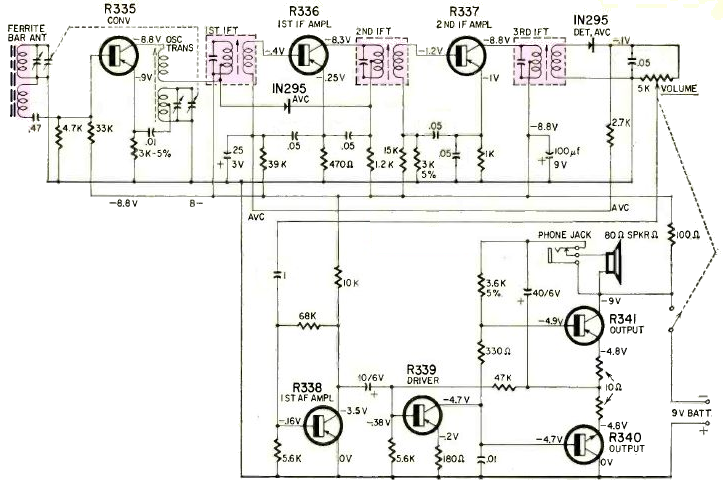 FERRITE
BAR ANT
R335
CONV
-8.8V
OSC
TRANS
.9V
.47
4.7K
33K
.01
3K-5%
1ST IFT
-.4V
R336
1ST IF AMPL
-8.3V
.25V
1N295
AVC
25
3V
39K
.05
470Ω
.05
1.2K
2ND IFT
-1.2V
R337
2ND IF AMPL
-8.8V
-1V
15K
3K
5%
.05
.05
1K
3RD IFT
-8.8V
100µf
9V
1N295
DET, AVC
-.1V
.05
5K
VOLUME
2.7K
-8.8V
B-
AVC
AVC
100Ω
.1
10K
68K
R338
1ST AF AMPL
-.16V
-3.5V
0V
5.6K
10/6V
R339
DRIVER
-.38V
-4.7V
-.2V
5.6K
180Ω
.01
3.6K
5%
330Ω
47K
40/6V
PHONE JACK
80Ω SPKR Ω
-9V
-4.9V
R341
OUTPUT
-4.8V
10Ω
-4.6V
-4.7V
R340
OUTPUT
0V
9V BATT.